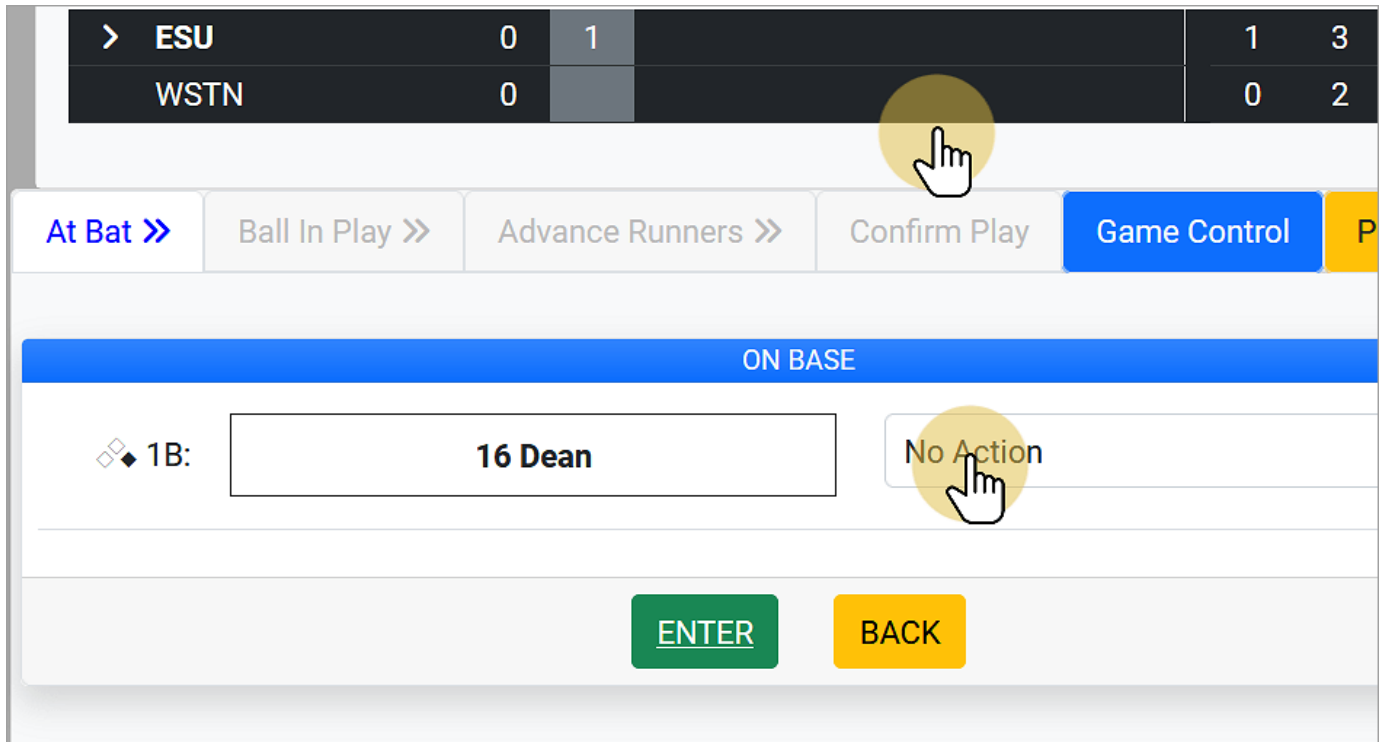 ESU 0 1 1 3
WSTN 0 0 2
At Bat Ball In Play Advance Runners Confirm Play Game Control P
ON BASE
1B: 16 Dean No Action
ENTER BACK